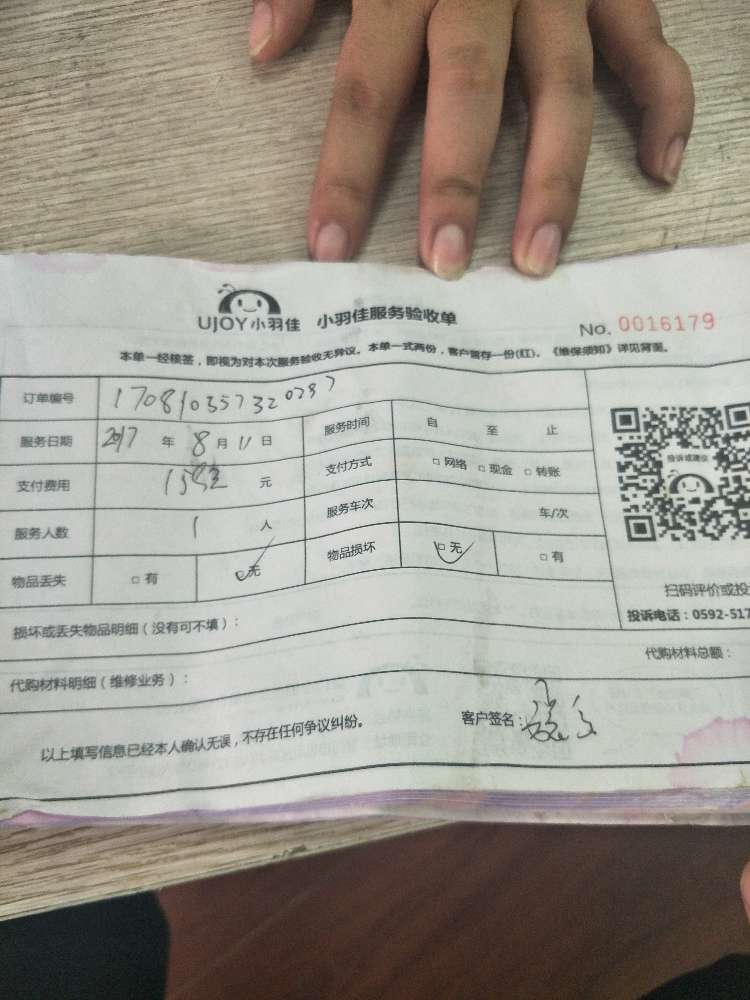 UJOY小羽佳 小羽佳服务验收单
No. 0016179
本单一经核签，即视为对本次服务验收无异议。本单一式两份，客户留存一份(红)。《维保须知》详见背面。
订单编号 170810357320287
服务日期 2017 年 8 月 11 日 服务时间 自 至 止
支付费用 元 支付方式 □ 网络 □ 现金 □ 转账
服务人数 1 人 服务车次 车/次
物品丢失 □ 有 □ 无 物品损坏 □ 无 □ 有
投诉或建议
扫码评价或投
投诉电话：0592-517
损坏或丢失物品明细（没有可不填）：
代购材料明细（维修业务）： 代购材料总额：
以上填写信息已经本人确认无误，不存在任何争议纠纷。 客户签名：